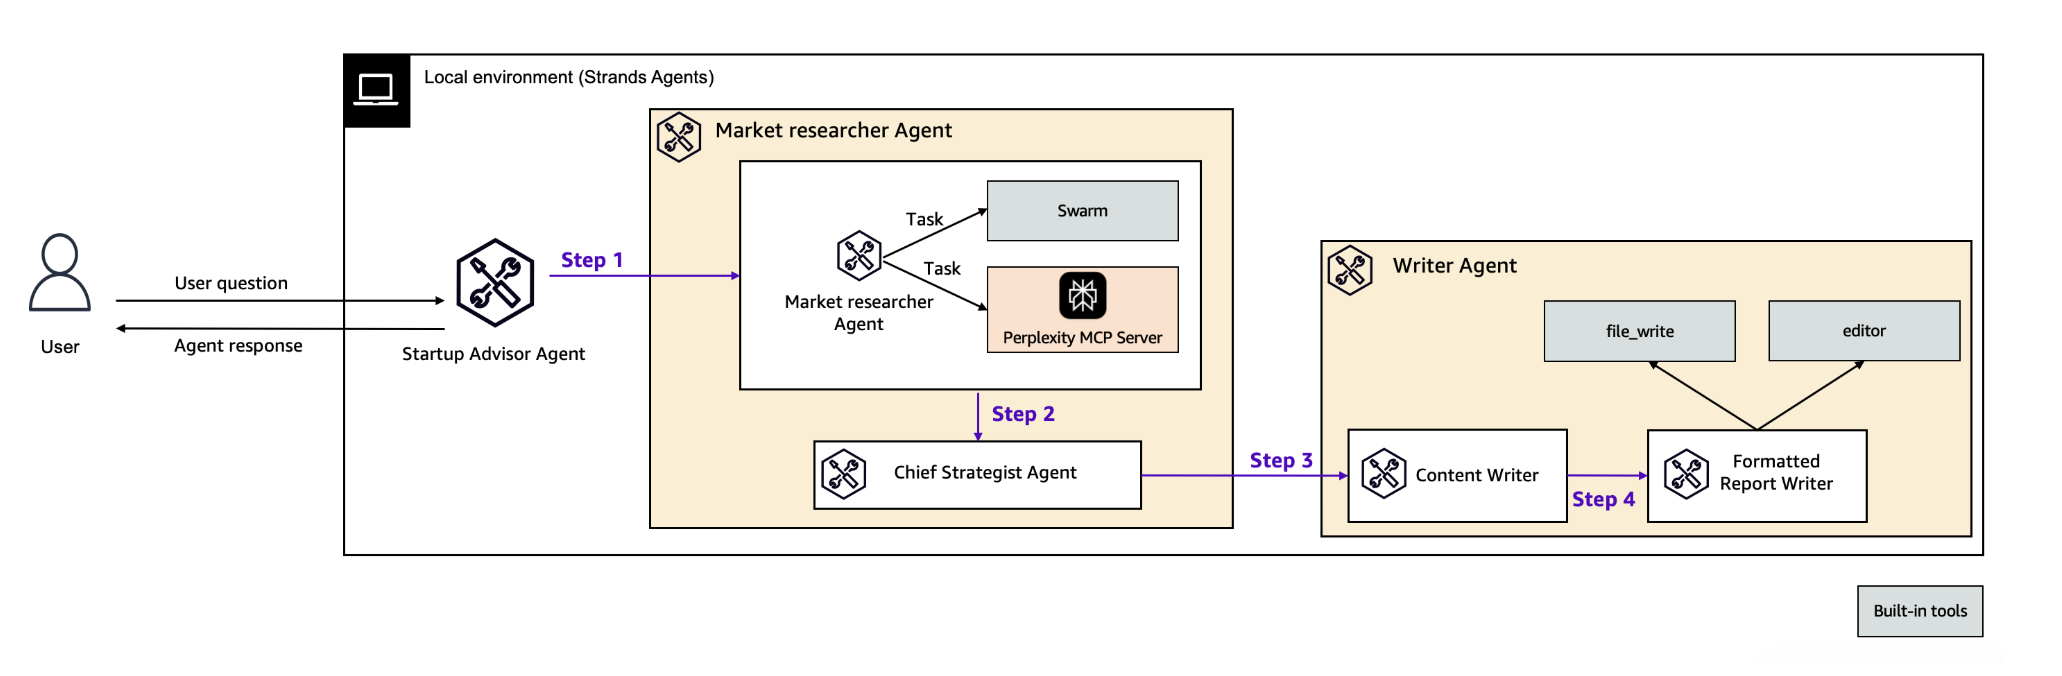 Local environment (Strands Agents)
Market researcher Agent
Task
Swarm
Task
Market researcher
Agent
Perplexity MCP Server
Step 1
User question
Agent response
User
Startup Advisor Agent
Step 2
Chief Strategist Agent
Step 3
Writer Agent
file_write
editor
Content Writer
Step 4
Formatted
Report Writer
Built-in tools